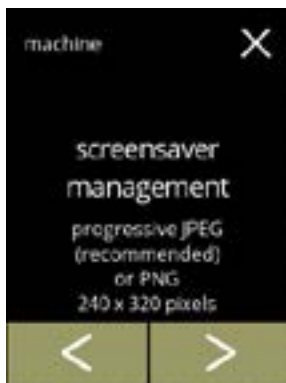 machine
screensaver
management
progressive JPEG
(recommended)
or PNG
240 x 320 pixels